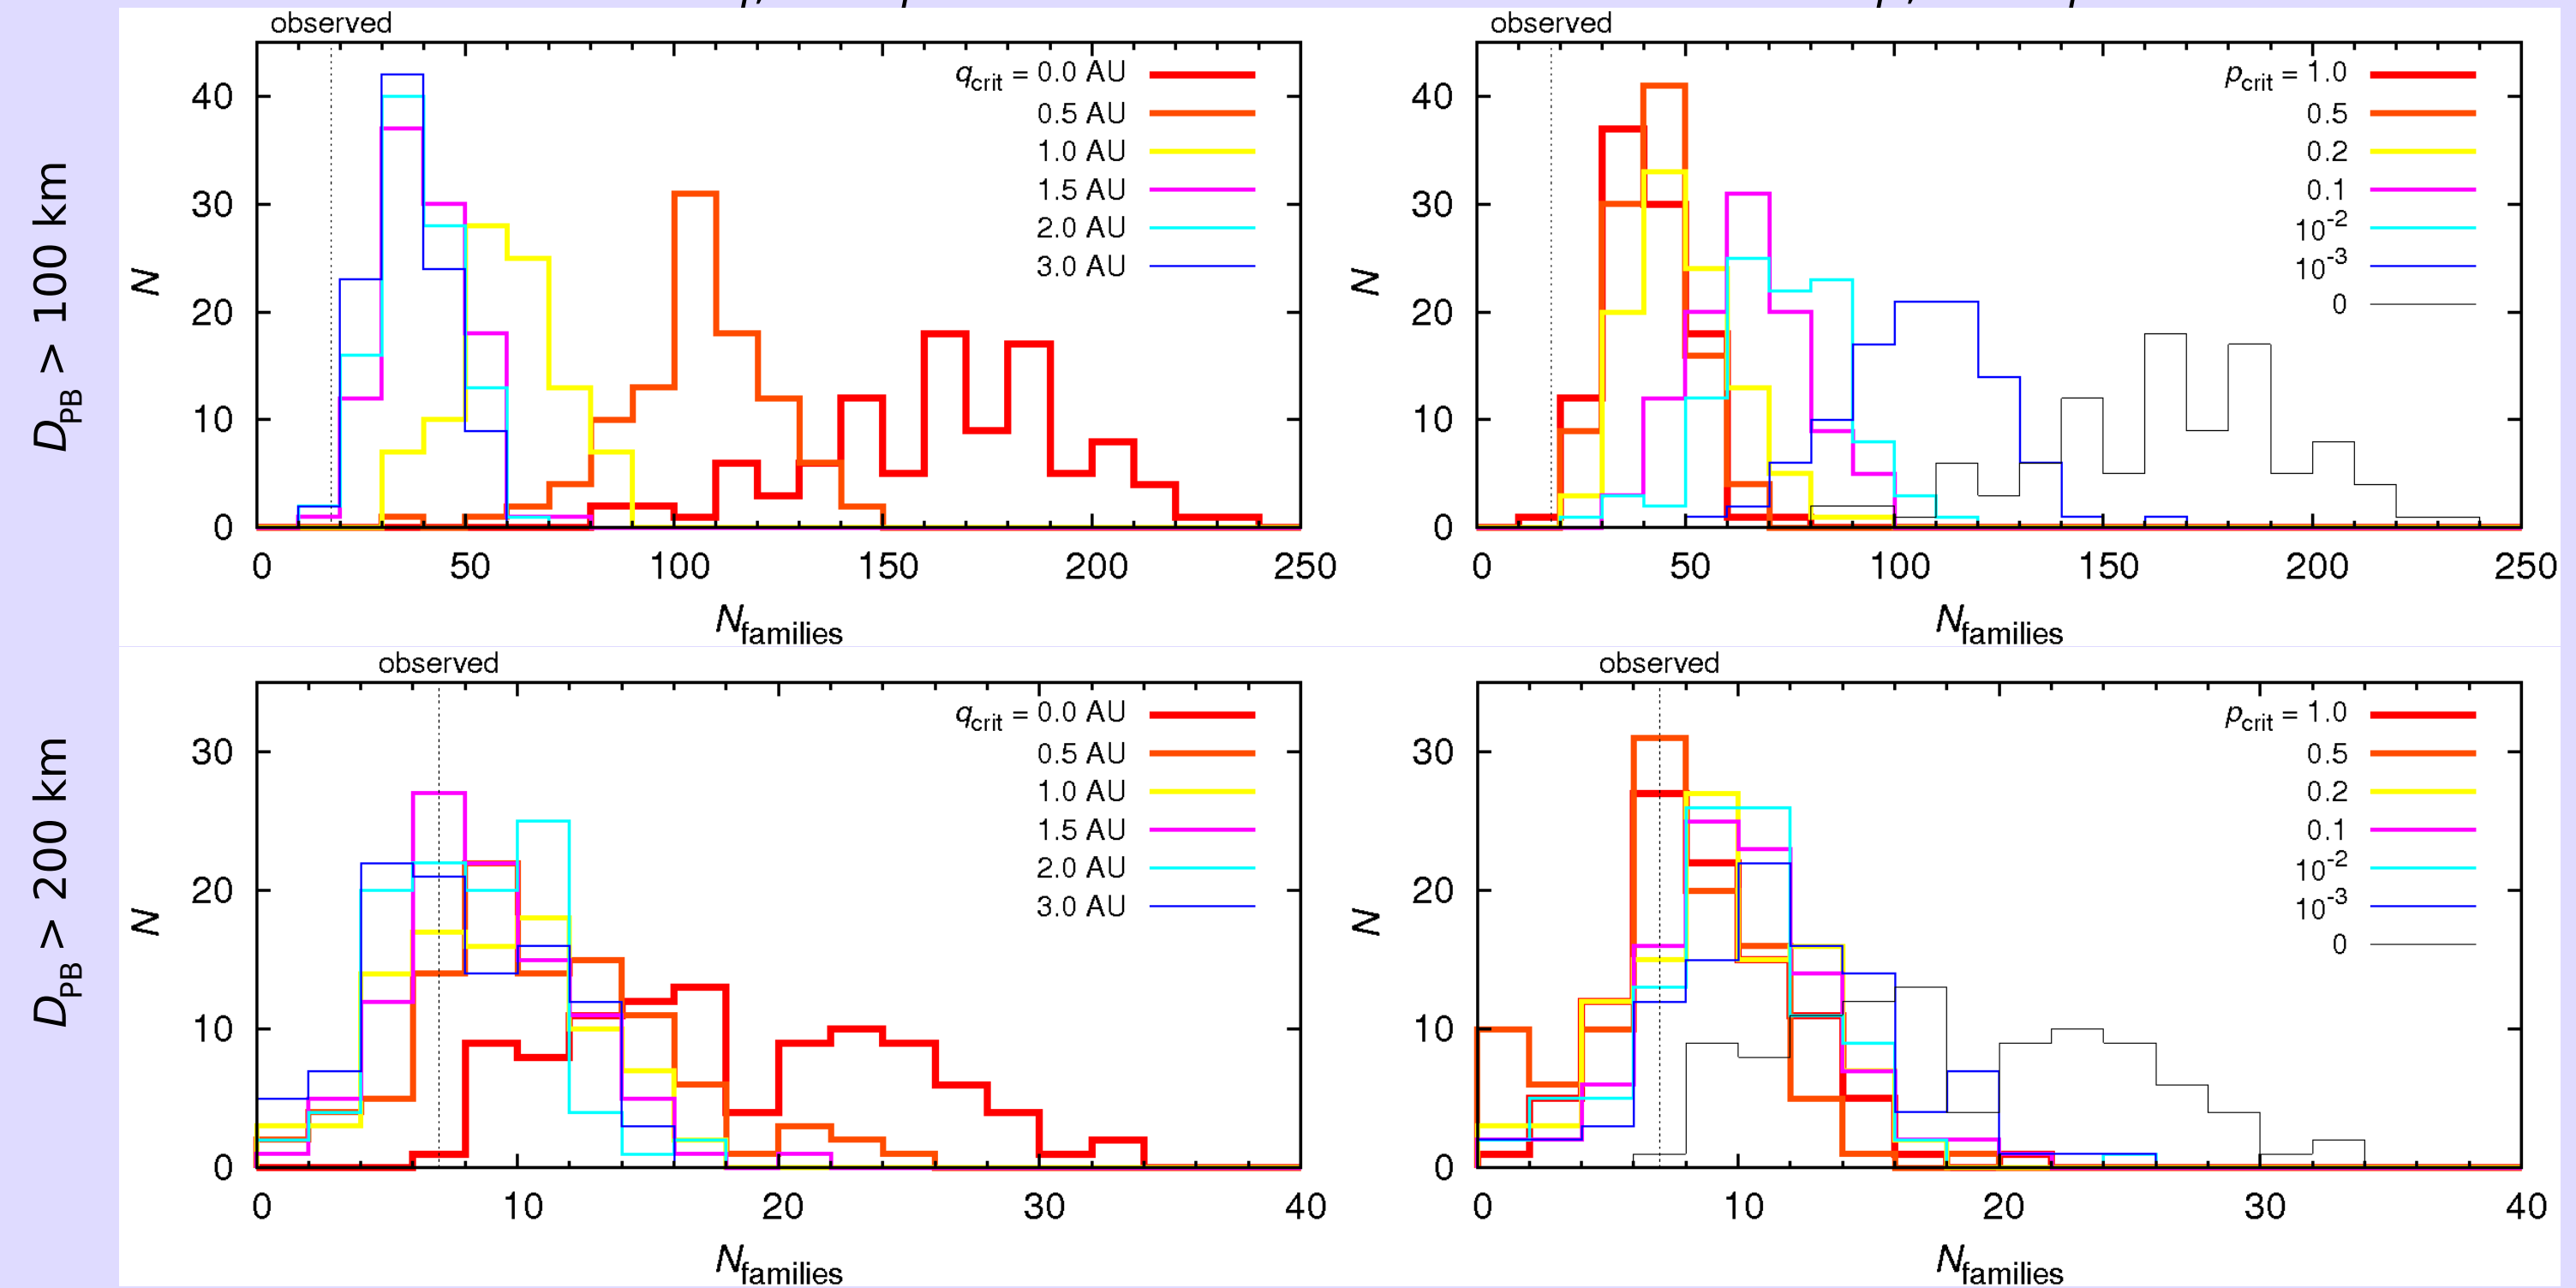 observed
observed
D_PB > 100 km
N
40
30
20
10
0
q_crit = 0.0 AU
0.5 AU
1.0 AU
1.5 AU
2.0 AU
3.0 AU
0 50 100 150 200 250
N_families
N
40
30
20
10
0
p_crit = 1.0
0.5
0.2
0.1
10^-2
10^-3
0
0 50 100 150 200 250
N_families
D_PB > 200 km
observed
N
30
20
10
0
q_crit = 0.0 AU
0.5 AU
1.0 AU
1.5 AU
2.0 AU
3.0 AU
0 10 20 30 40
N_families
observed
N
30
20
10
0
p_crit = 1.0
0.5
0.2
0.1
10^-2
10^-3
0
0 10 20 30 40
N_families